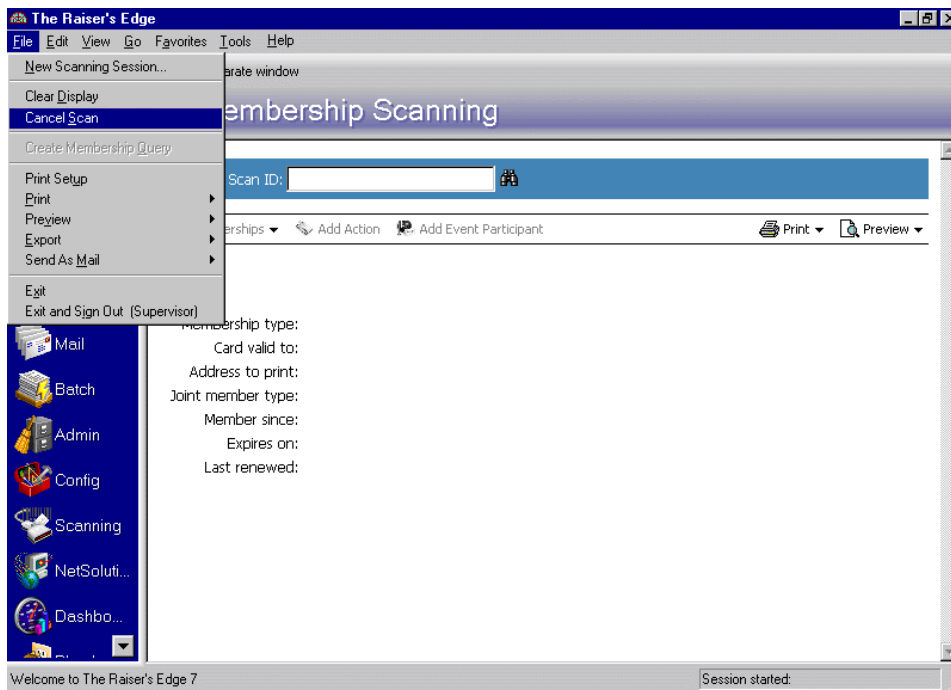 The Raiser's Edge
File Edit View Go Favorites Tools Help
New Scanning Session...
Clear Display
Cancel Scan
Create Membership Query
Print Setup
Print
Preview
Export
Send As Mail
Exit
Exit and Sign Out (Supervisor)
arate window
embership Scanning
Scan ID:
erships Add Action Add Event Participant Print Preview
Membership type:
Card valid to:
Address to print:
Joint member type:
Member since:
Expires on:
Last renewed:
Mail
Batch
Admin
Config
Scanning
NetSoluti...
Dashbo...
Welcome to The Raiser's Edge 7 Session started: